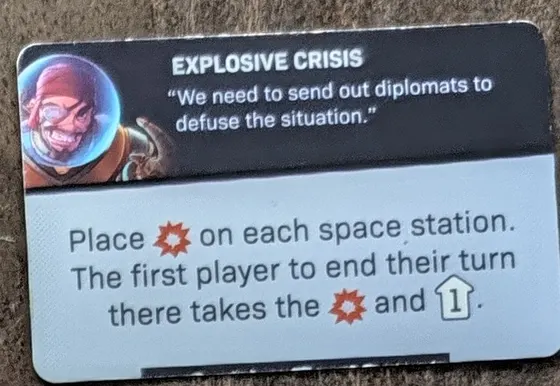 EXPLOSIVE CRISIS
“We need to send out diplomats to
defuse the situation.”
Place on each space station.
The first player to end their turn
there takes the and 1.